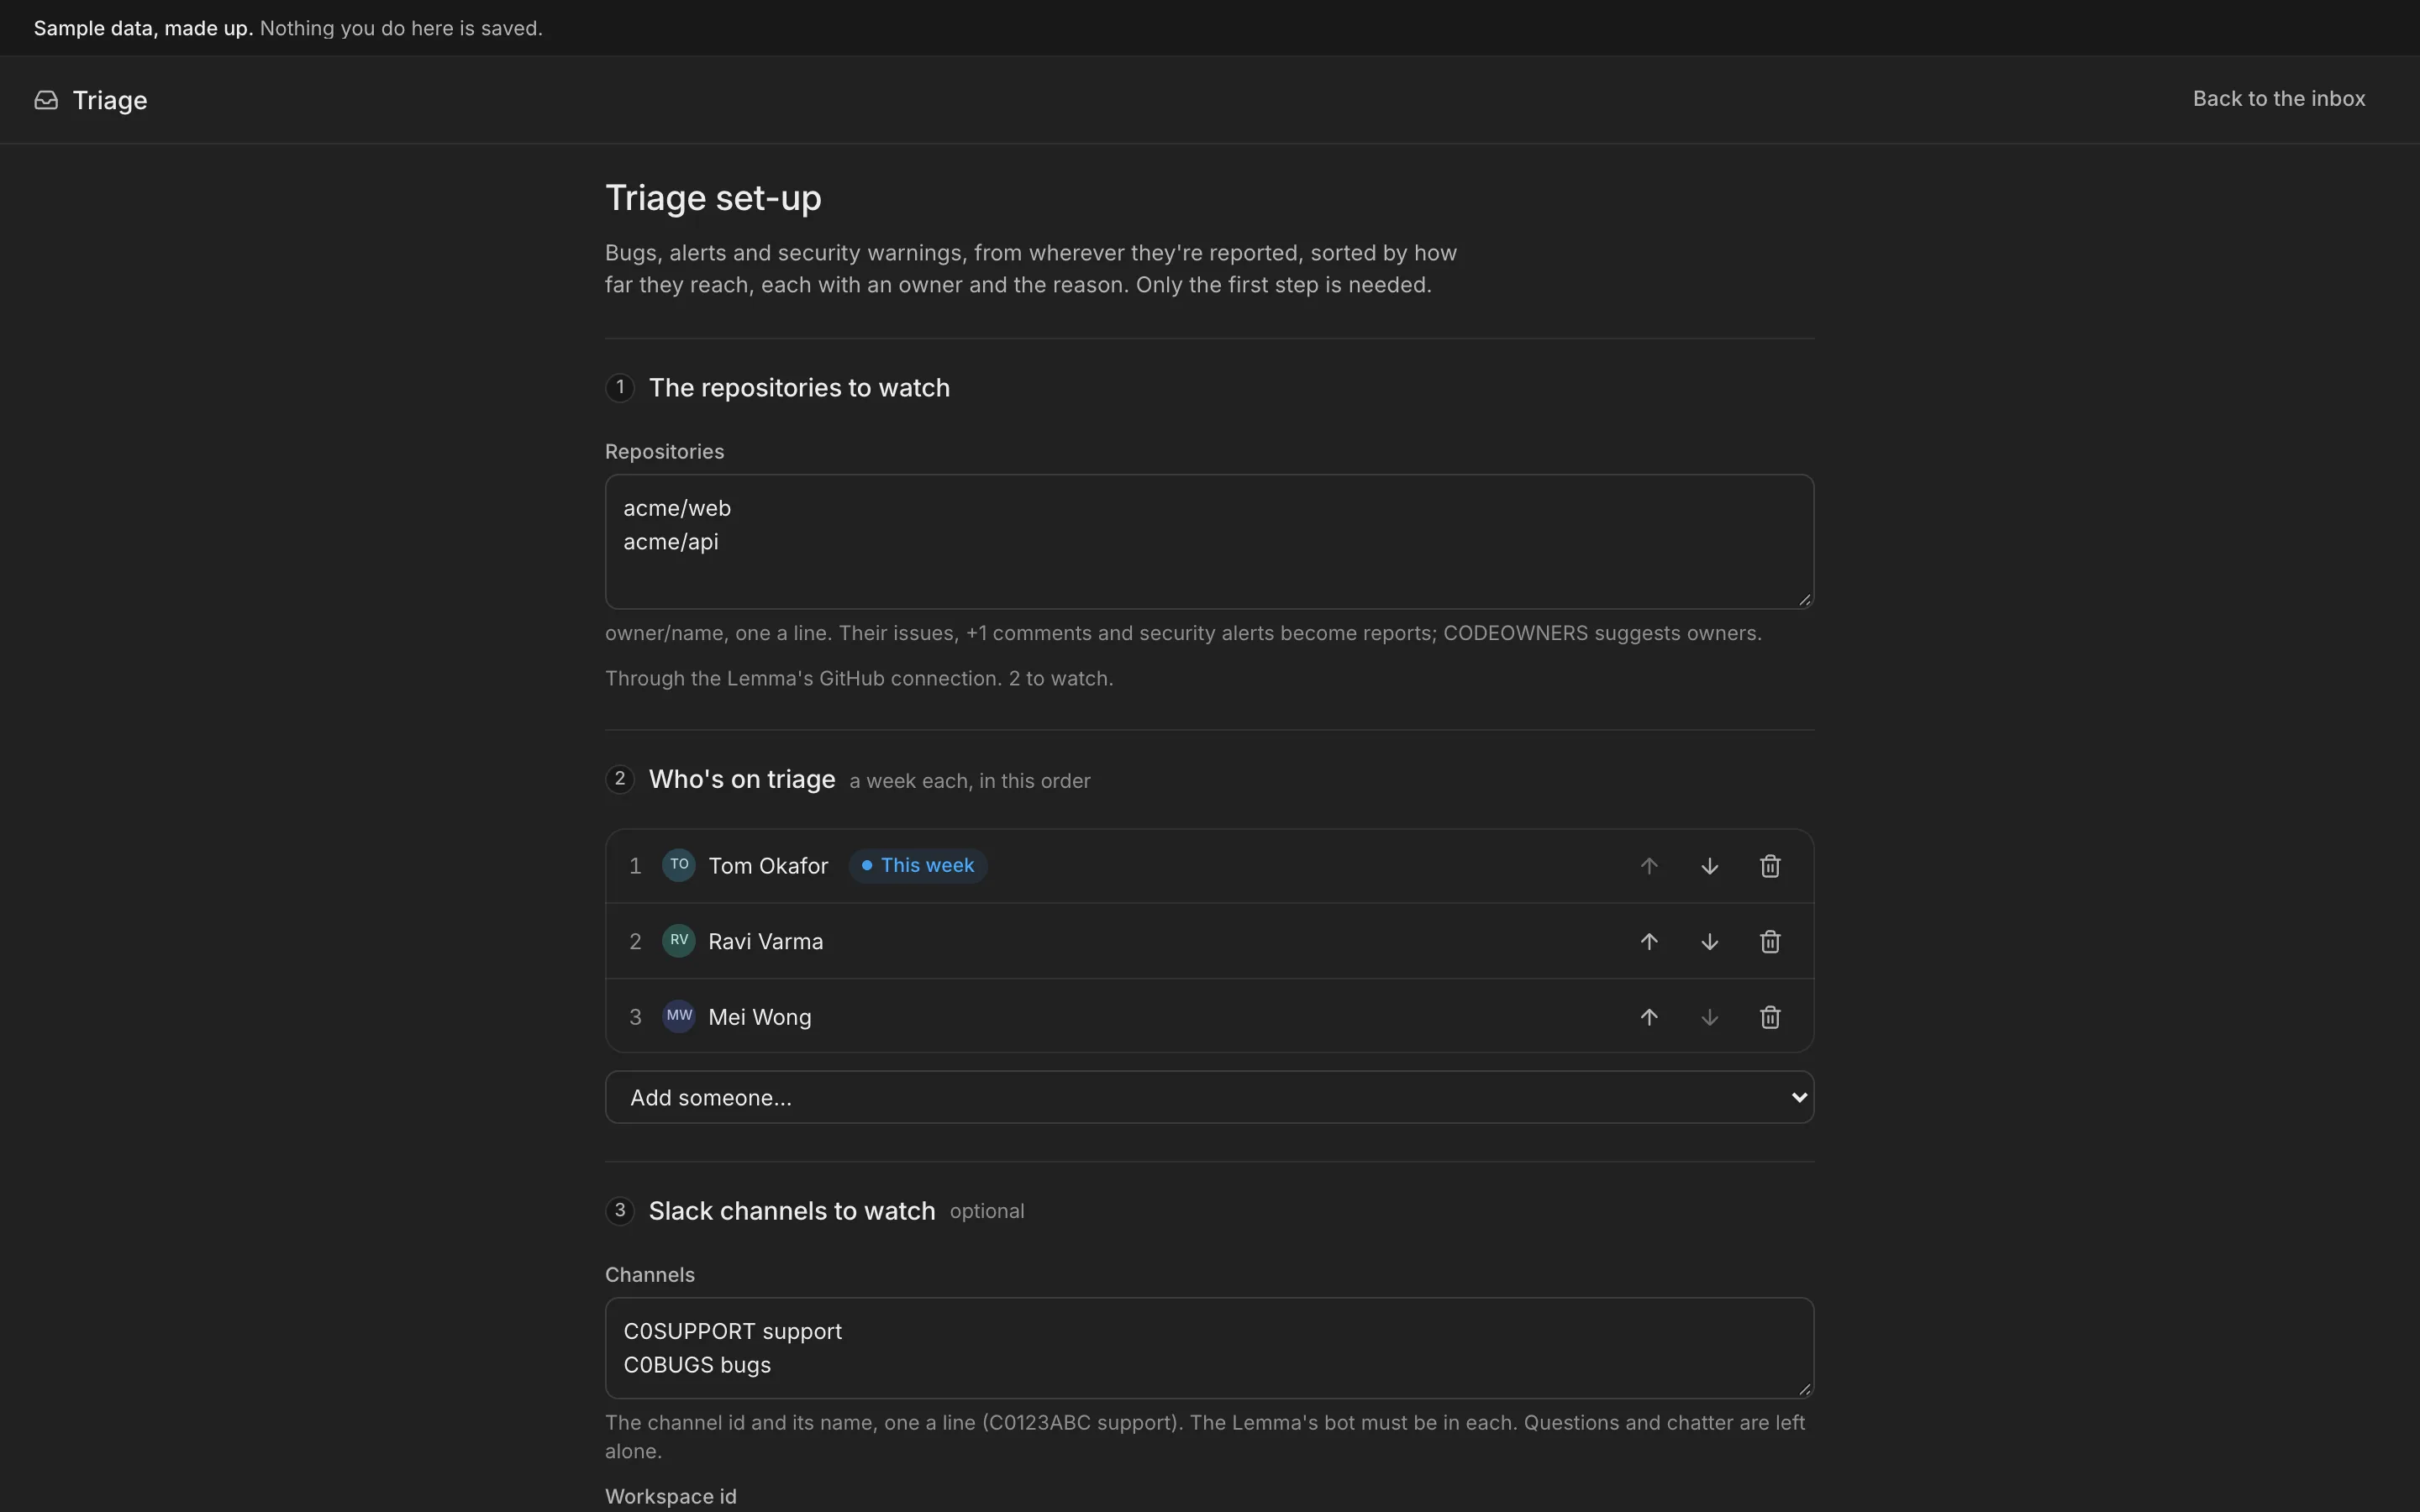 Sample data, made up. Nothing you do here is saved.
Triage
Back to the inbox
Triage set-up
Bugs, alerts and security warnings, from wherever they're reported, sorted by how
far they reach, each with an owner and the reason. Only the first step is needed.
1 The repositories to watch
Repositories
acme/web
acme/api
owner/name, one a line. Their issues, +1 comments and security alerts become reports; CODEOWNERS suggests owners.
Through the Lemma's GitHub connection. 2 to watch.
2 Who's on triage a week each, in this order
1 TO Tom Okafor This week
2 RV Ravi Varma
3 MW Mei Wong
Add someone...
3 Slack channels to watch optional
Channels
C0SUPPORT support
C0BUGS bugs
The channel id and its name, one a line (C0123ABC support). The Lemma's bot must be in each. Questions and chatter are left
alone.
Workspace id